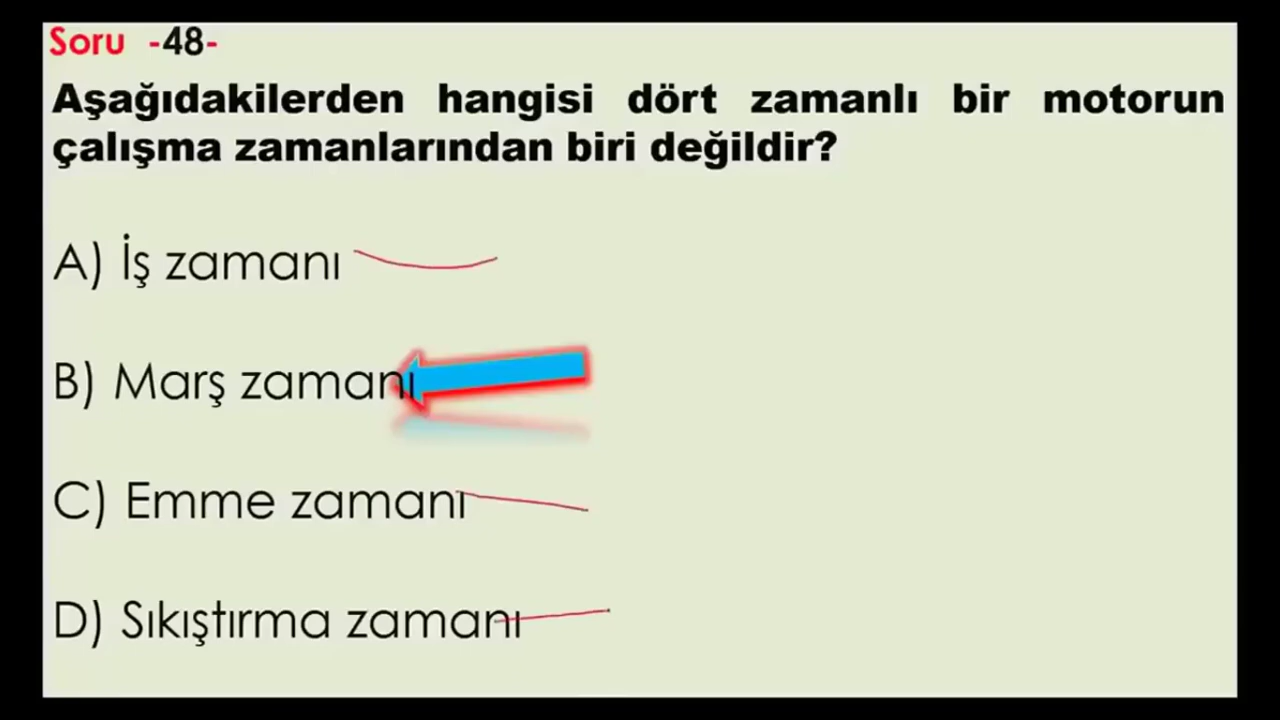 Soru -48-
Aşağıdakilerden hangisi dört zamanlı bir motorun
çalışma zamanlarından biri değildir?
A) İş zamanı
B) Marş zamanı
C) Emme zamanı
D) Sıkıştırma zamanı